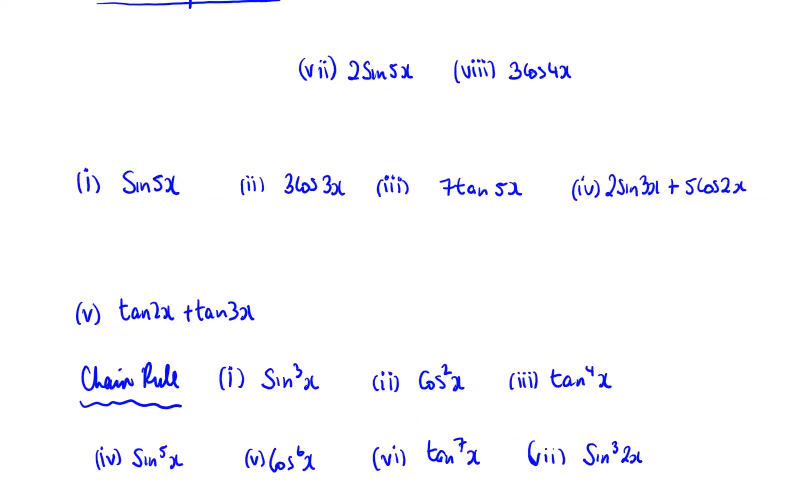 (vii) 2Sin5x (viii) 3Cos4x
(i) Sin5x (ii) 3Cos3x (iii) 7tan5x (iv) 2Sin3x + 5Cos2x
(v) tan2x + tan3x
Chain Rule (i) Sin³x (ii) Cos²x (iii) tan⁴x
(iv) Sin⁵x (v) Cos⁶x (vi) tan⁷x (vii) Sin³2x